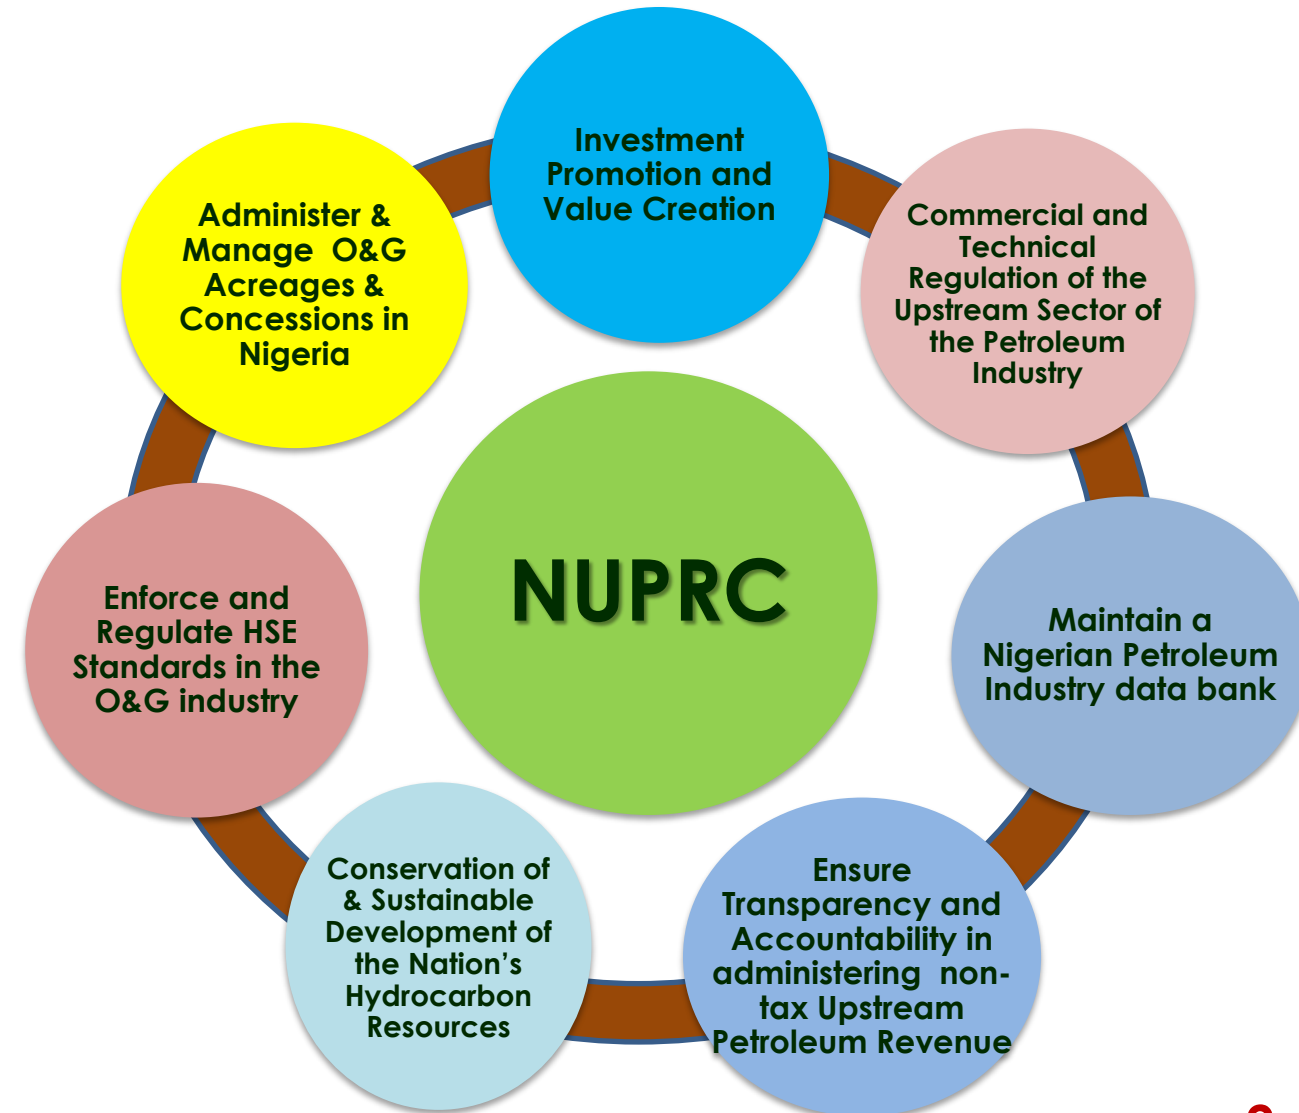 Investment
Promotion and
Value Creation
Commercial and
Technical
Regulation of the
Upstream Sector of
the Petroleum
Industry
Maintain a
Nigerian Petroleum
Industry data bank
Ensure
Transparency and
Accountability in
administering non-
tax Upstream
Petroleum Revenue
Conservation of
& Sustainable
Development of
the Nation’s
Hydrocarbon
Resources
Enforce and
Regulate HSE
Standards in the
O&G industry
Administer &
Manage O&G
Acreages &
Concessions in
Nigeria
NUPRC